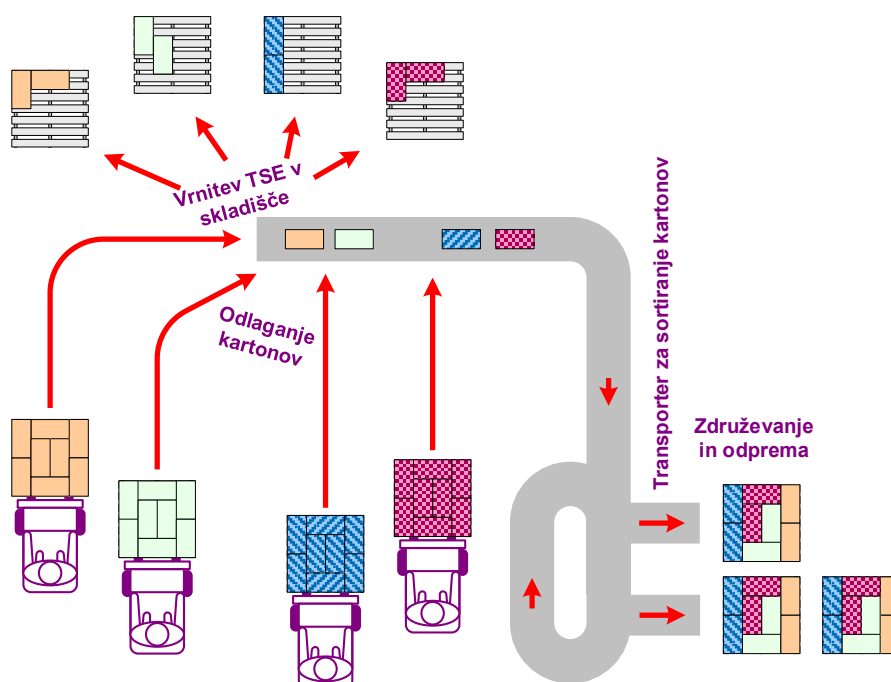 Vrnitev TSE v
skladišče
Odlaganje
kartonov
Transporter za sortiranje kartonov
Združevanje
in odprema